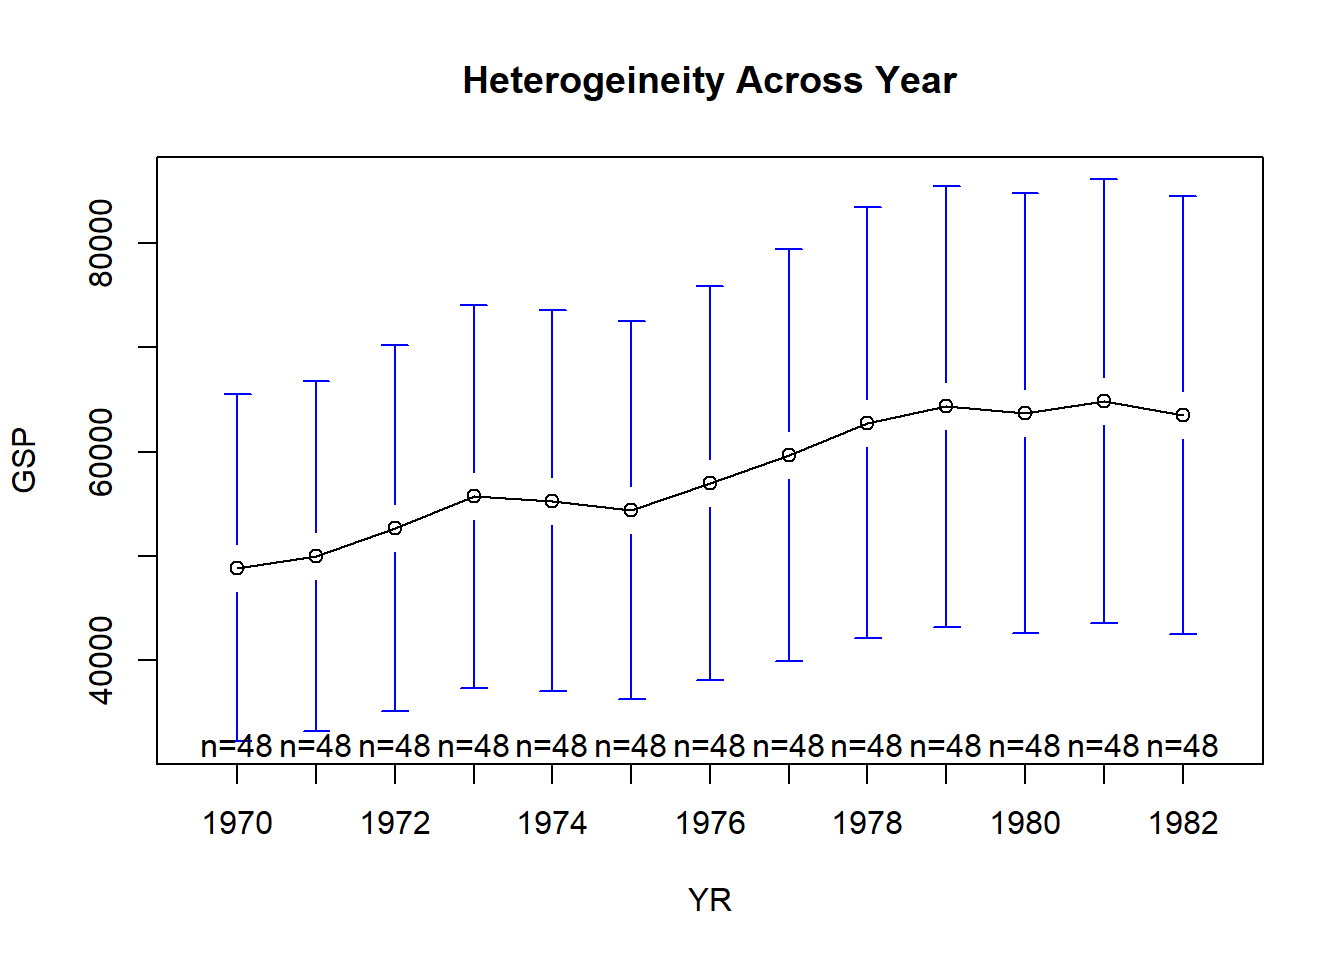 Heterogeineity Across Year
80000
60000
40000
GSP
n=48 n=48 n=48 n=48 n=48 n=48 n=48 n=48 n=48 n=48 n=48 n=48 n=48
1970 1972 1974 1976 1978 1980 1982
YR